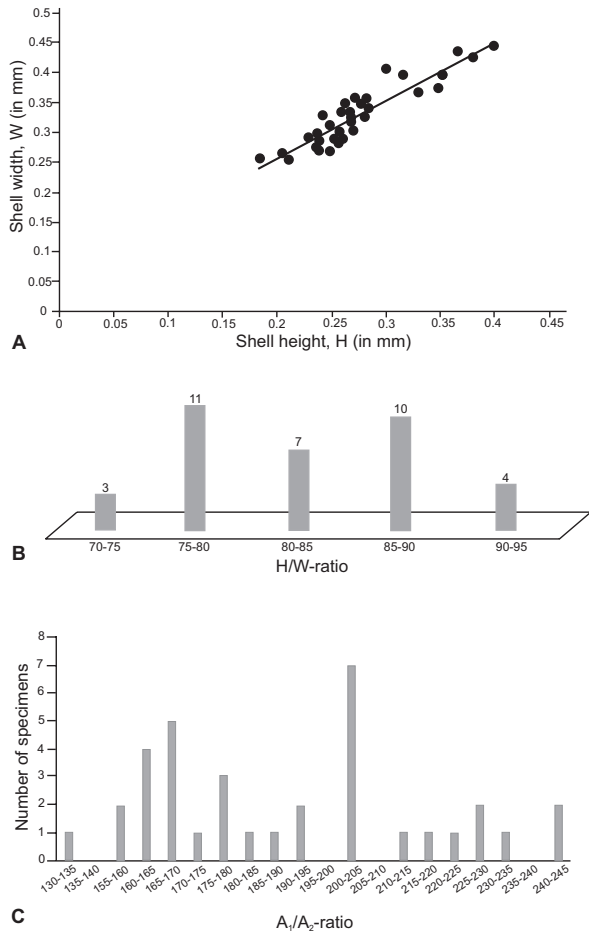 0.5
0.45
0.4
0.35
0.3
0.25
0.2
0.15
0.1
0.05
0
Shell width, W (in mm)
0 0.05 0.1 0.15 0.2 0.25 0.3 0.35 0.4 0.45
A
Shell height, H (in mm)
3 11 7 10 4
70-75 75-80 80-85 85-90 90-95
B
H/W-ratio
8
7
6
5
4
3
2
1
0
Number of specimens
130-135 135-140 155-160 160-165 165-170 170-175 175-180 180-185 185-190 190-195 195-200 200-205 205-210 210-215 215-220 220-225 225-230 230-235 235-240 240-245
C
A₁/A₂-ratio